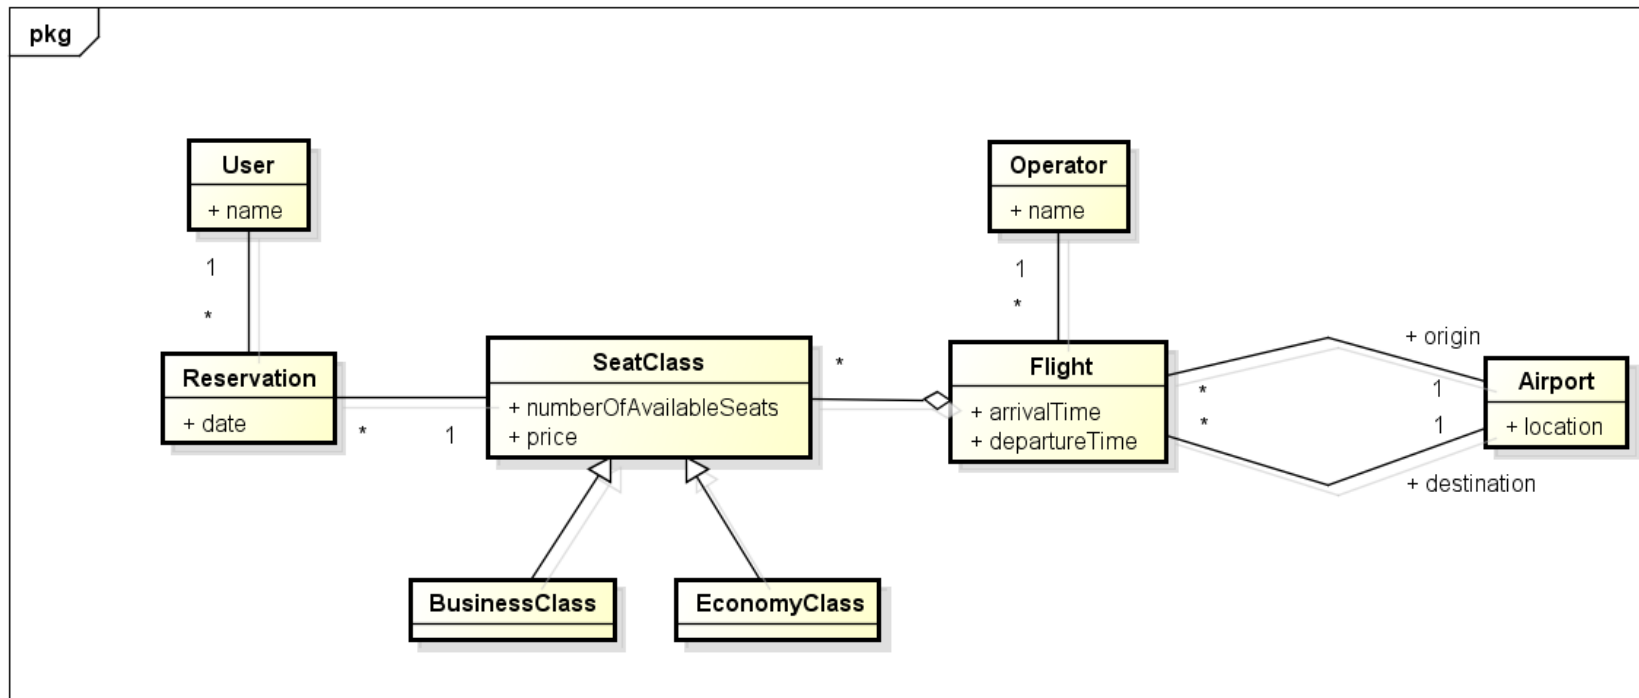 pkg
User
+ name
1
*
Reservation
+ date
*
1
SeatClass
+ numberOfAvailableSeats
+ price
*
BusinessClass
EconomyClass
Operator
+ name
1
*
Flight
+ arrivalTime
+ departureTime
*
*
+ origin
1
1
+ destination
Airport
+ location